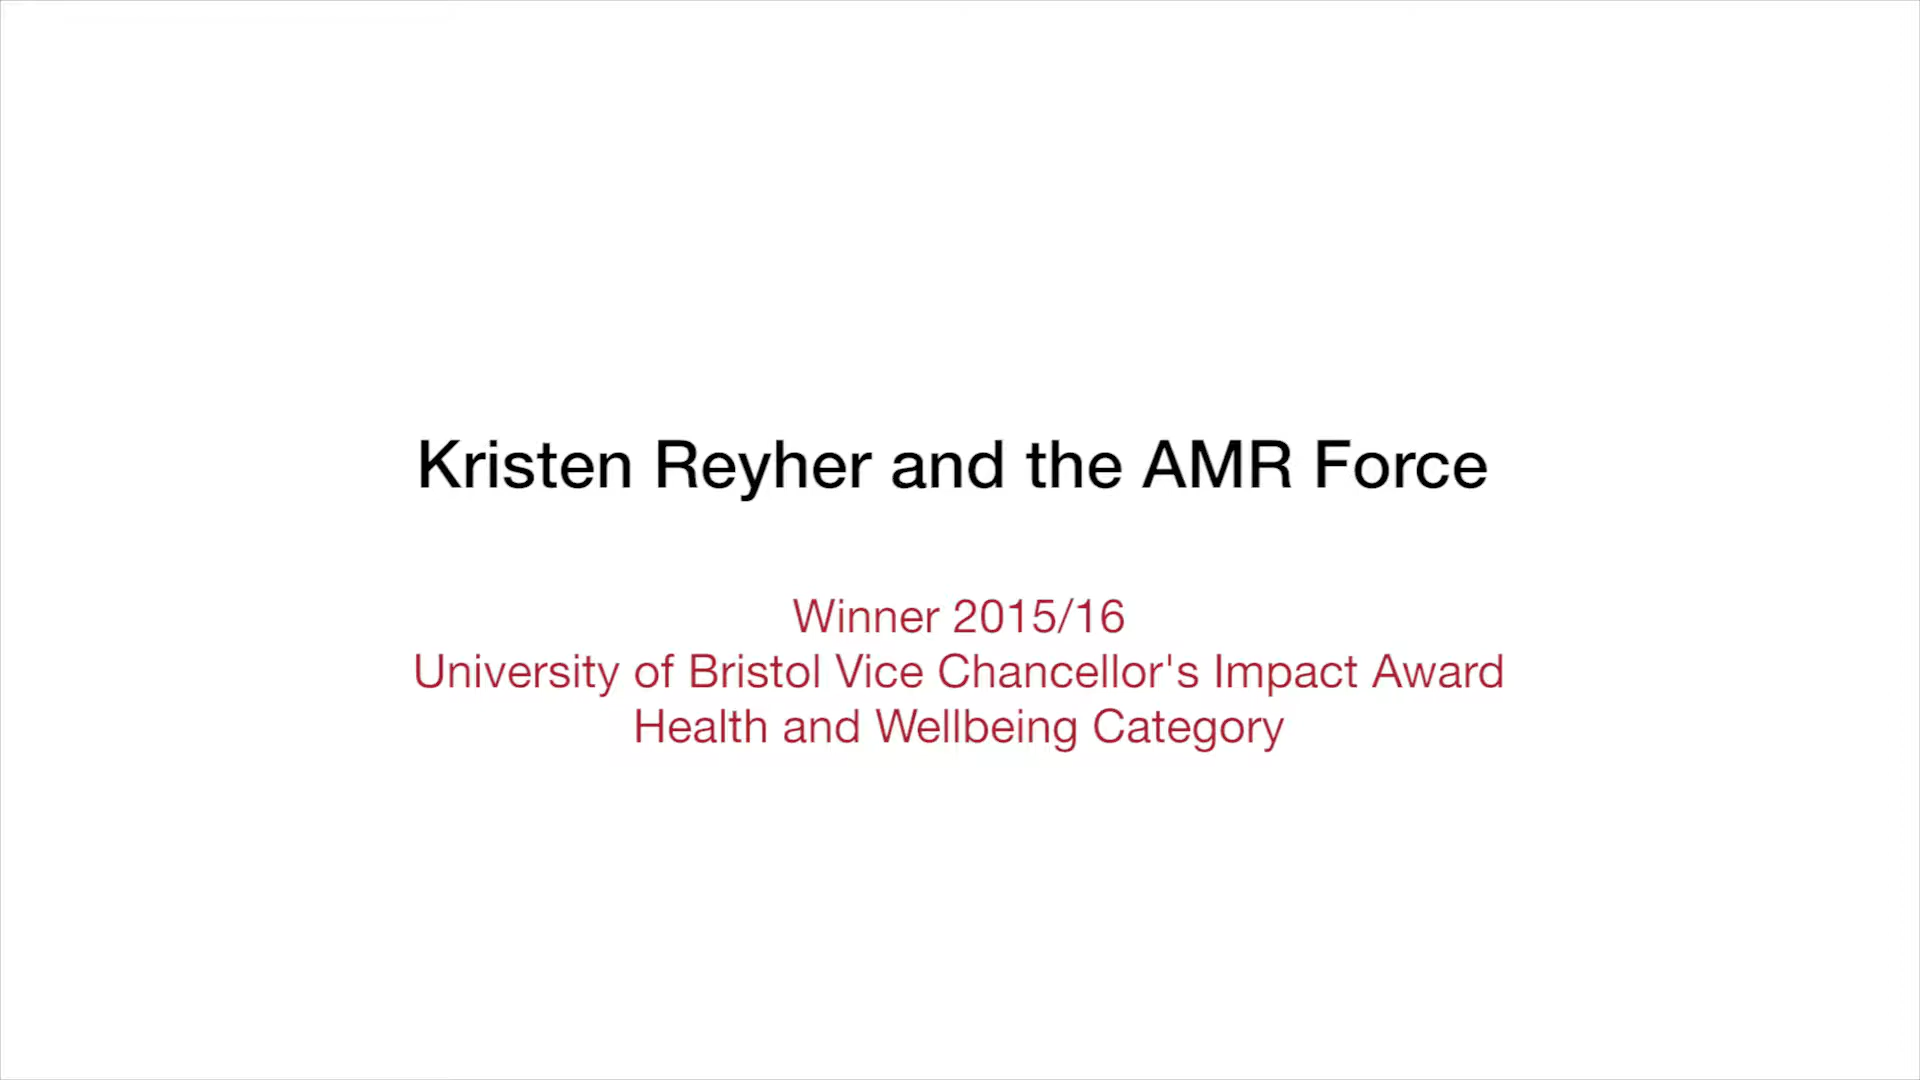 Kristen Reyher and the AMR Force
Winner 2015/16
University of Bristol Vice Chancellor's Impact Award
Health and Wellbeing Category